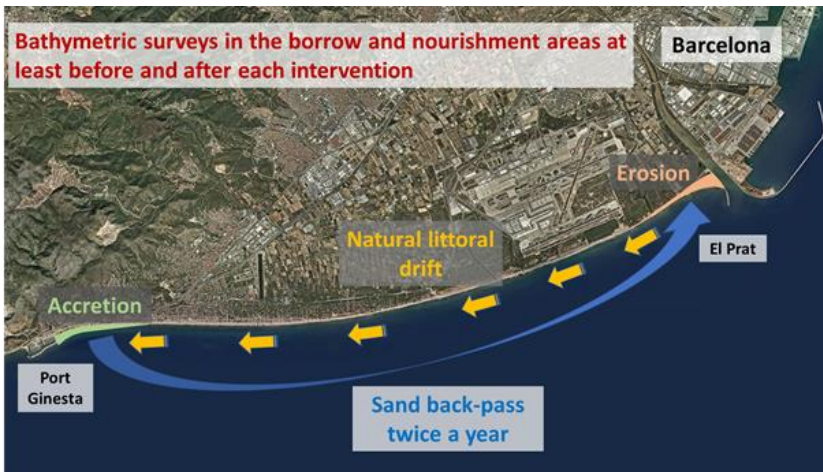 Bathymetric surveys in the borrow and nourishment areas at
least before and after each intervention
Barcelona
Erosion
Natural littoral
drift
El Prat
Accretion
Port
Ginesta
Sand back-pass
twice a year